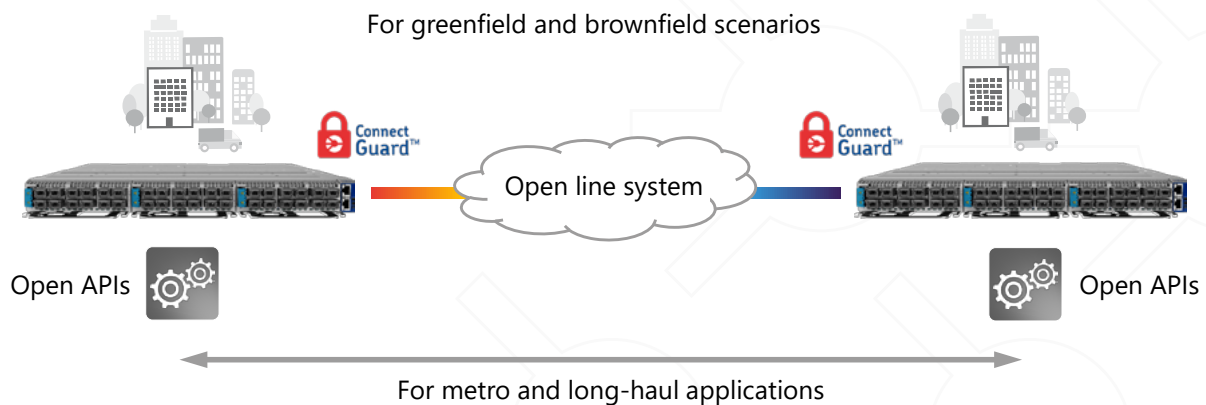 For greenfield and brownfield scenarios
Connect
Guard™
Connect
Guard™
Open line system
Open APIs
Open APIs
For metro and long-haul applications